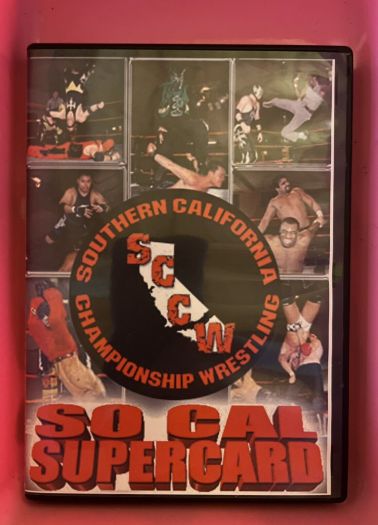 SOUTHERN CALIFORNIA
SCCW
CHAMPIONSHIP WRESTLING
SO CAL
SUPERCARD